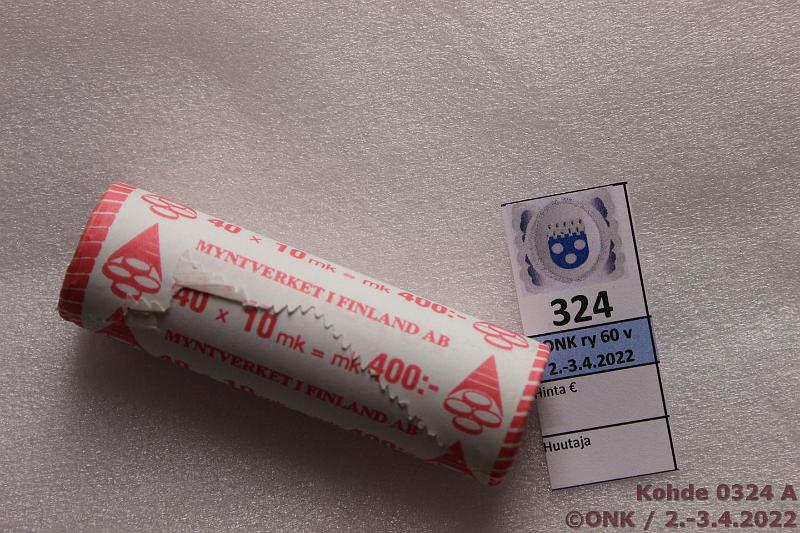 40 x 10 mk = mk 400:-
MYNTVERKET I FINLAND AB
40 x 10 mk = mk 400:-
MYNTVERKET I FINLAND AB
324
ONK ry 60 v
2.-3.4.2022
Hinta €
Huutaja
Kohde 0324 A
©ONK / 2.-3.4.2022